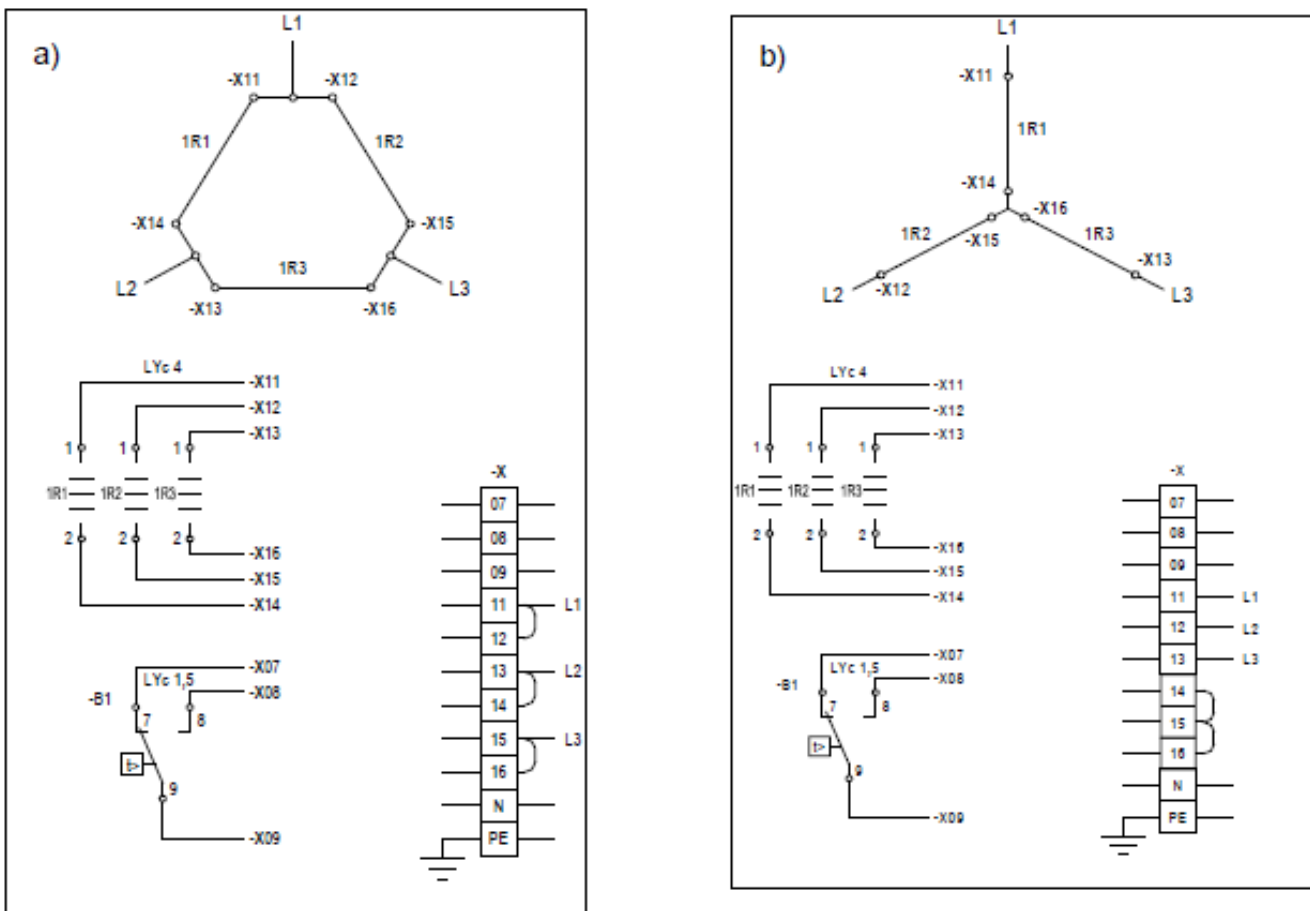 a)
L1
-X11
-X12
1R1
1R2
-X14
-X15
1R3
L2
L3
-X13
-X16
LYc 4
-X11
-X12
-X13
1
1
1
1R1
1R2
1R3
2
2
2
-X16
-X15
-X14
-X07
LYc 1,5
-X08
-B1
7
8
t>
9
-X09
-X
07
08
09
11
L1
12
13
L2
14
15
L3
16
N
PE
b)
L1
-X11
1R1
-X14
-X16
1R2
-X15
1R3
-X13
L2
-X12
L3
LYc 4
-X11
-X12
-X13
1
1
1
1R1
1R2
1R3
2
2
2
-X16
-X15
-X14
-X07
LYc 1,5
-X08
-B1
7
8
t>
9
-X09
-X
07
08
09
11
L1
12
L2
13
L3
14
15
16
N
PE